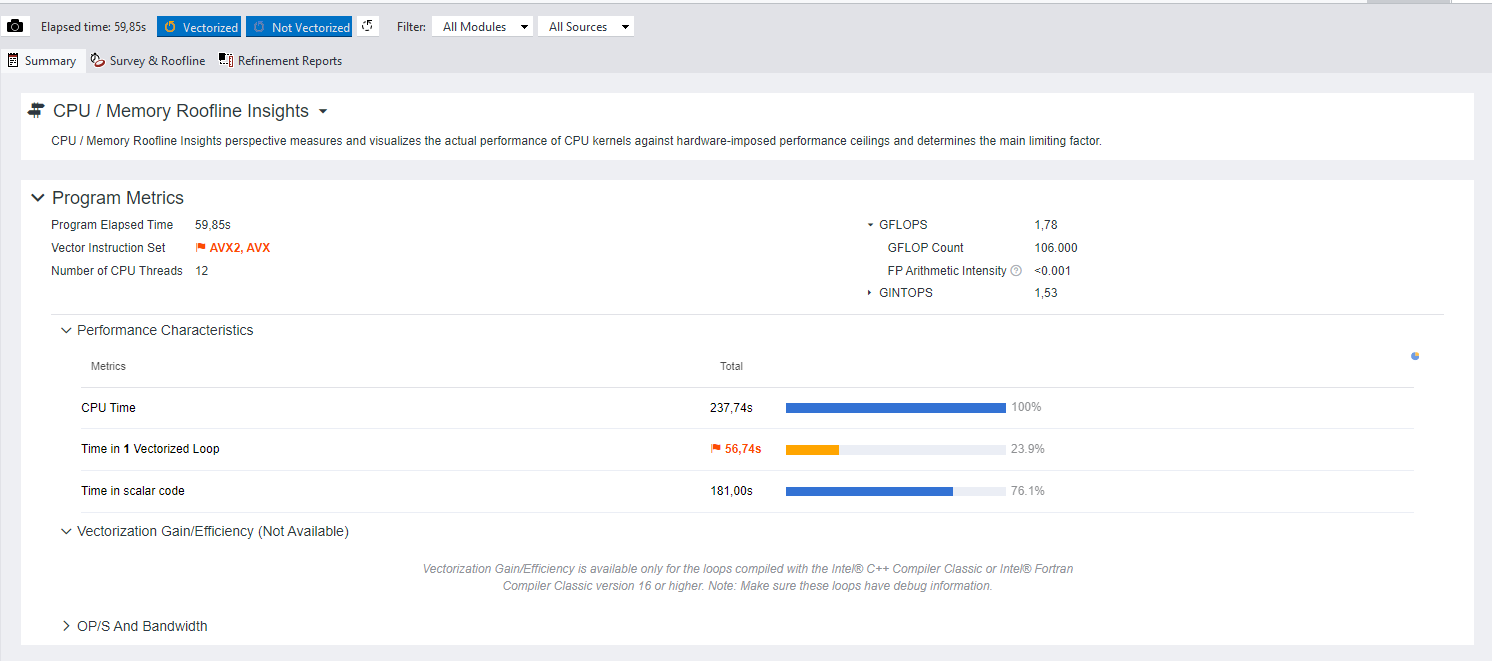 Elapsed time: 59,85s Vectorized Not Vectorized Filter: All Modules All Sources
Summary Survey & Roofline Refinement Reports
CPU / Memory Roofline Insights
CPU / Memory Roofline Insights perspective measures and visualizes the actual performance of CPU kernels against hardware-imposed performance ceilings and determines the main limiting factor.
Program Metrics
Program Elapsed Time 59,85s GFLOPS 1,78
Vector Instruction Set AVX2, AVX GFLOP Count 106.000
Number of CPU Threads 12 FP Arithmetic Intensity ? <0.001
GINTOPS 1,53
Performance Characteristics
Metrics Total
CPU Time 237,74s 100%
Time in 1 Vectorized Loop 56,74s 23.9%
Time in scalar code 181,00s 76.1%
Vectorization Gain/Efficiency (Not Available)
Vectorization Gain/Efficiency is available only for the loops compiled with the Intel® C++ Compiler Classic or Intel® Fortran
Compiler Classic version 16 or higher. Note: Make sure these loops have debug information.
OP/S And Bandwidth